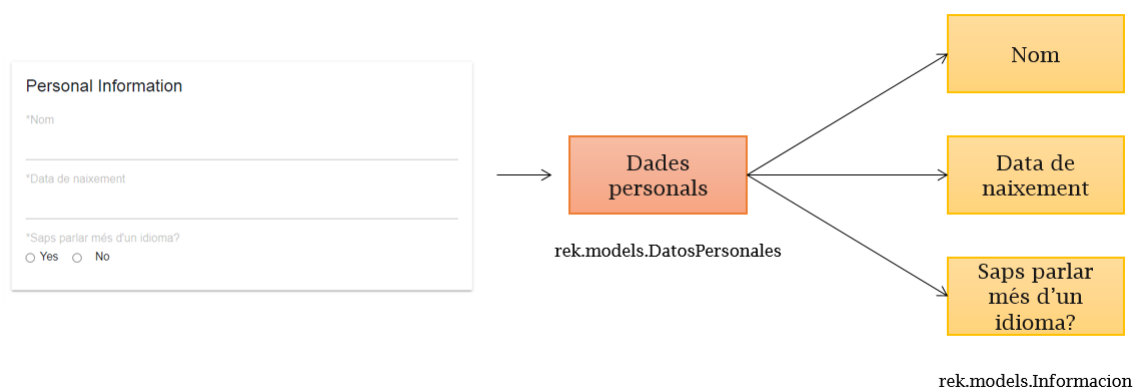 Personal Information
*Nom
*Data de naixement
*Saps parlar més d'un idioma?
Yes No
Dades
personals
rek.models.DatosPersonales
Nom
Data de
naixement
Saps parlar
més d’un
idioma?
rek.models.Informacion